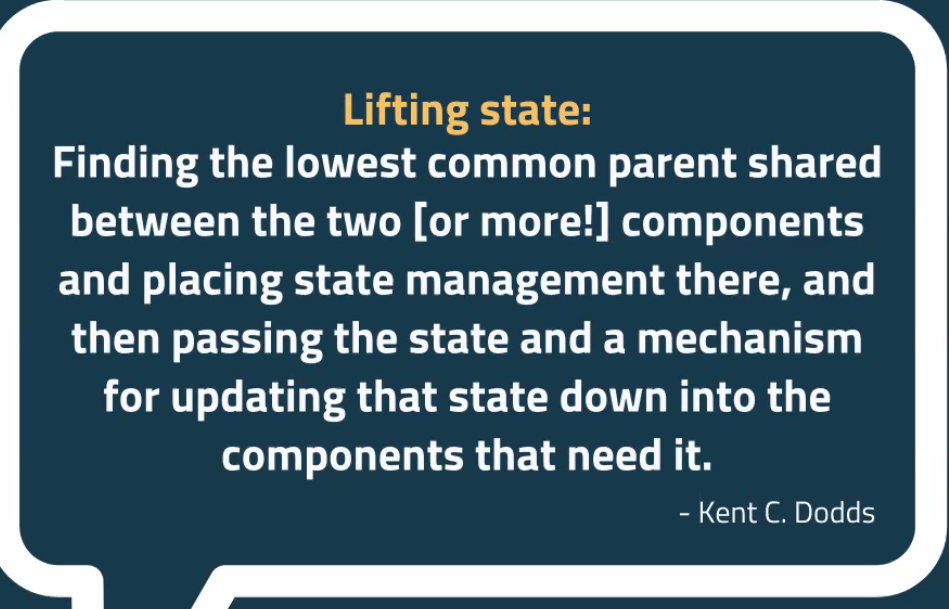 Lifting state:
Finding the lowest common parent shared
between the two [or more!] components
and placing state management there, and
then passing the state and a mechanism
for updating that state down into the
components that need it.
- Kent C. Dodds